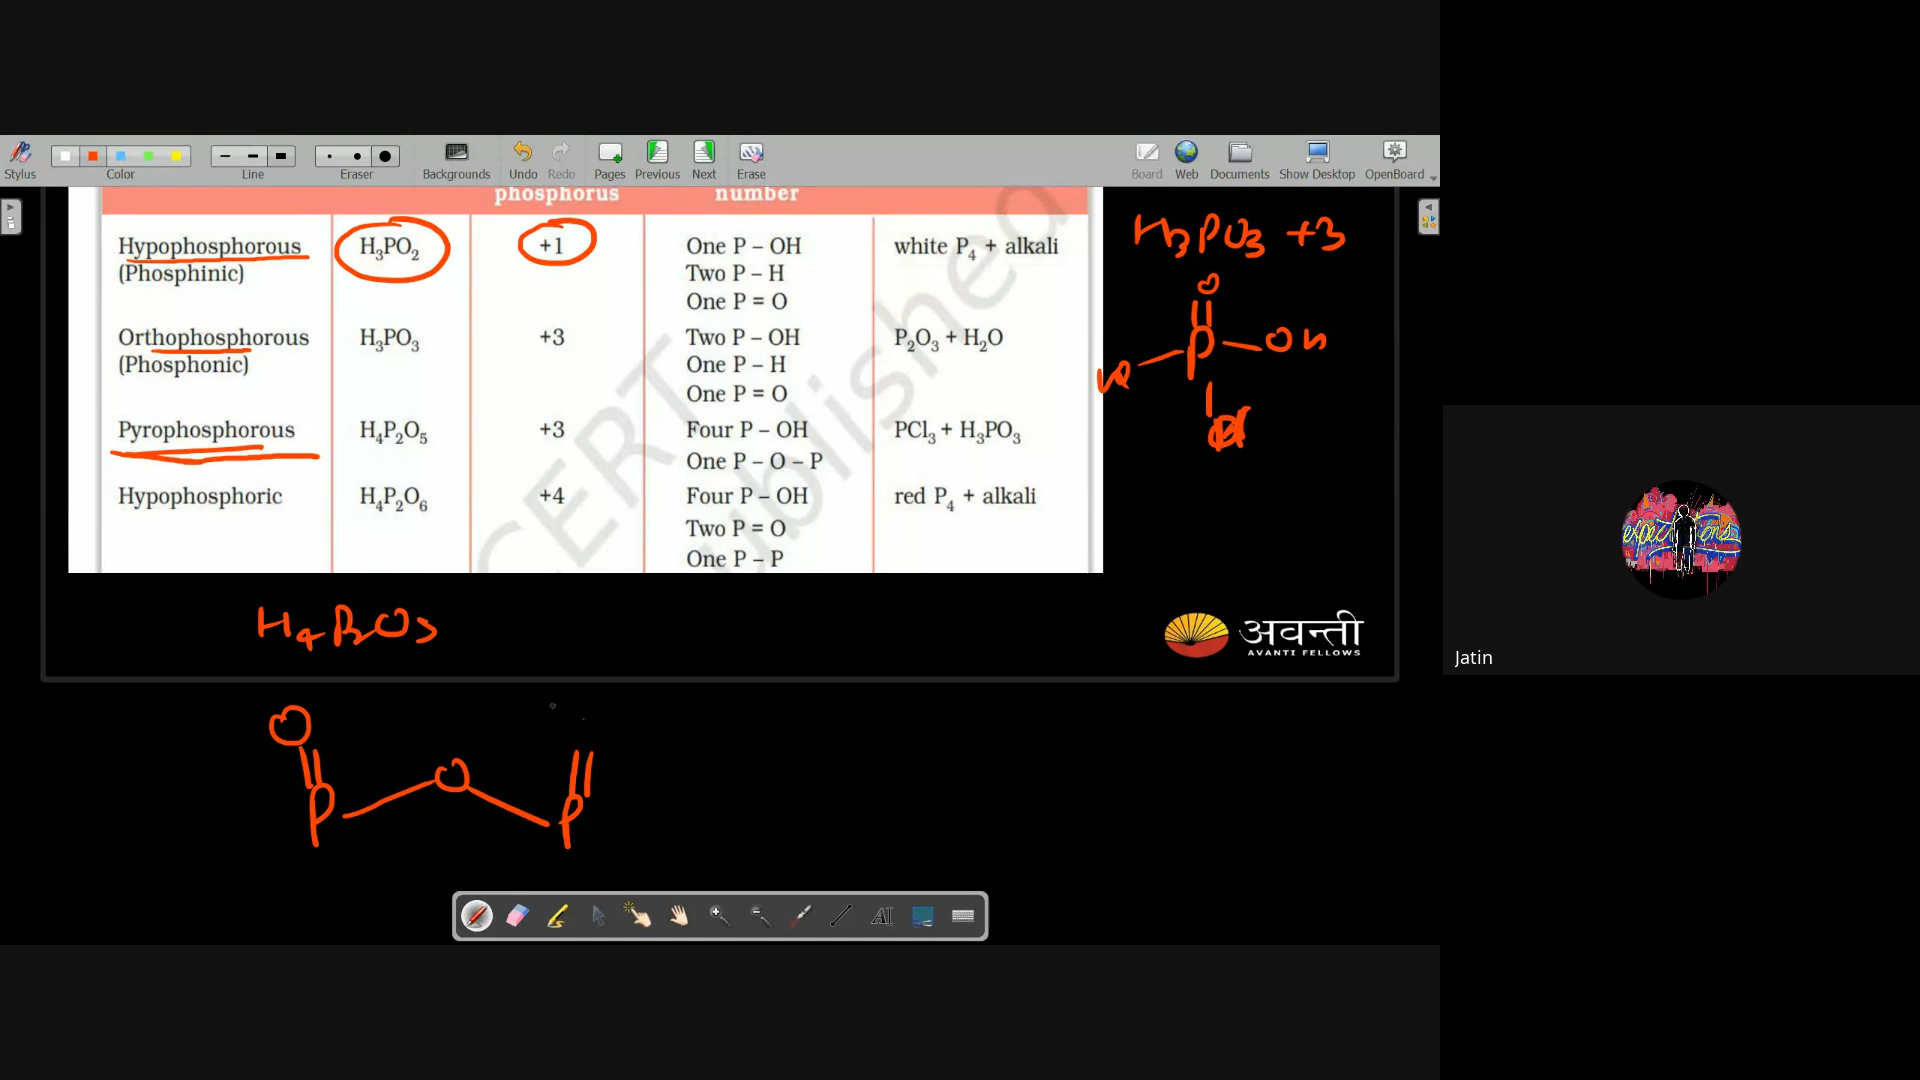 Stylus Color Line Eraser Backgrounds Undo Redo Pages Previous Next Erase Board Web Documents Show Desktop OpenBoard
phosphorus number
Hypophosphorous H3PO2 +1 One P – OH white P4 + alkali
(Phosphinic) Two P – H
One P = O
Orthophosphorous H3PO3 +3 Two P – OH P2O3 + H2O
(Phosphonic) One P – H
One P = O
Pyrophosphorous H4P2O5 +3 Four P – OH PCl3 + H3PO3
One P – O – P
Hypophosphoric H4P2O6 +4 Four P – OH red P4 + alkali
Two P = O
One P – P
H3PO3 +3
O
P OH
H4P2O5
अवन्ती
AVANTI FELLOWS
O
O
P P
expectations
Jatin
AI